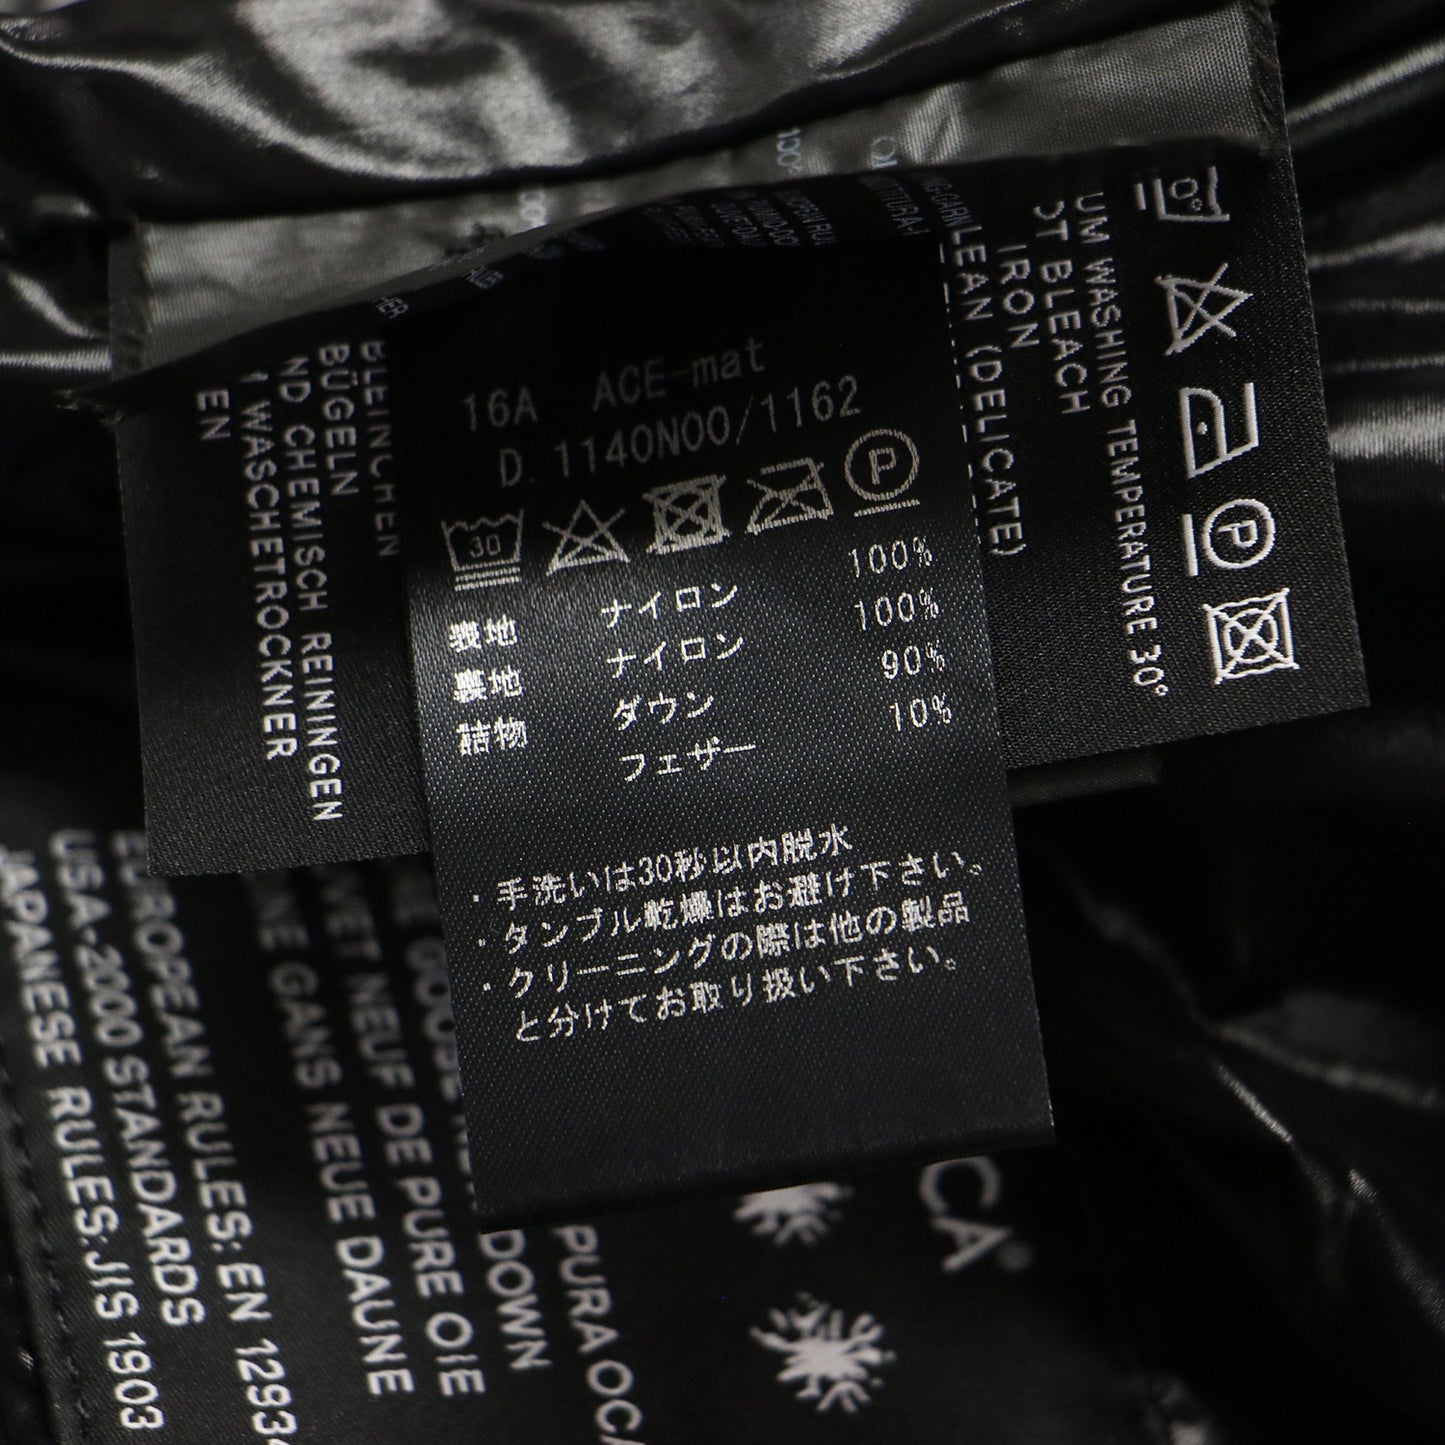 16A ACE-mat
D. 1140N00/1162
30
P
表地 ナイロン 100%
裏地 ナイロン 100%
詰物 ダウン 90%
フェザー 10%
・手洗いは30秒以内脱水
・タンブル乾燥はお避け下さい。
・クリーニングの際は他の製品
と分けてお取り扱い下さい。
UM WASHING TEMPERATURE 30°
OT BLEACH
IRON
LEAN (DELICATE)
P
BLEICHEN
BÜGELN
ND CHEMISCH REININGEN
WASCHETROCKNER
EN
PURA OCA
DOWN
DE PURE OIE
WET NEUF
INE GANS NEUE DAUNE
EUROPEAN RULES: EN 1293
USA-2000 STANDARDS
JAPANESE RULES: JIS 1903
CA®